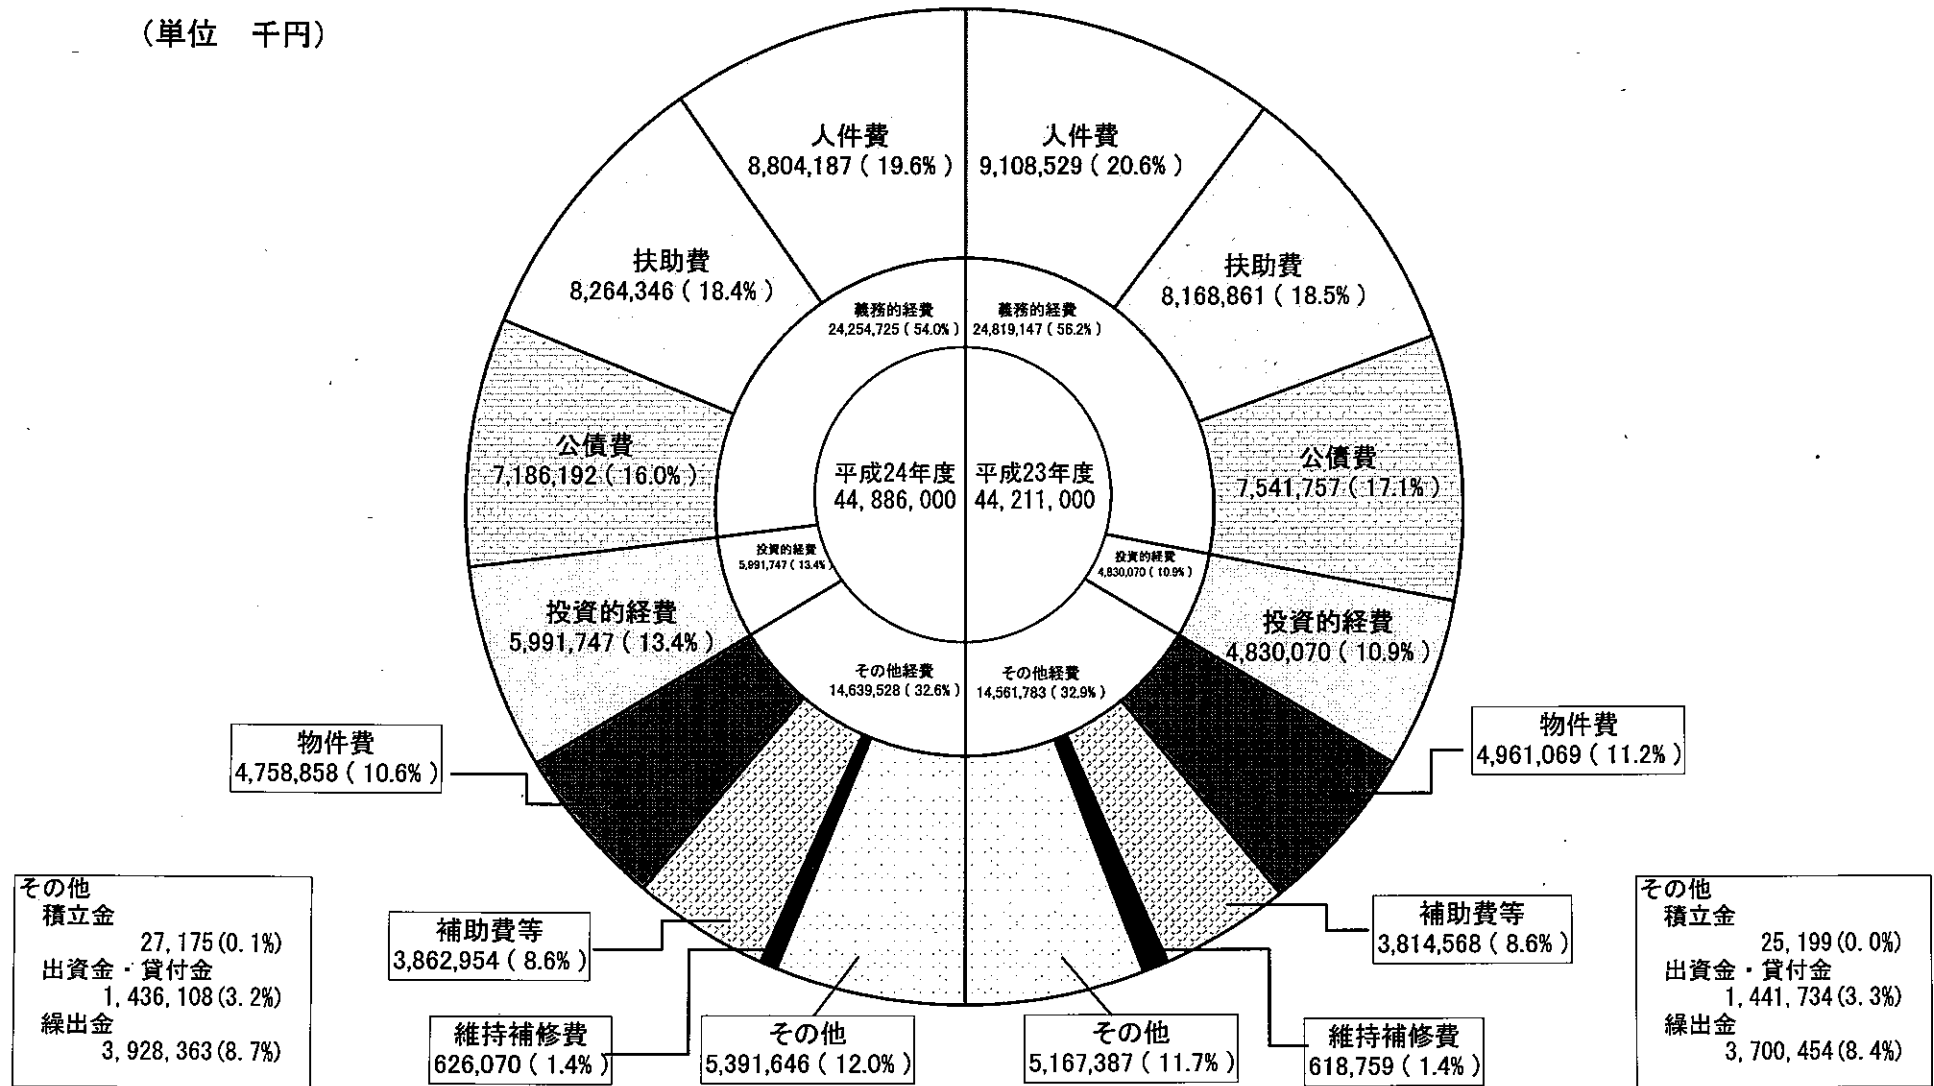 (単位 千円)
人件費
8,804,187 ( 19.6% )
人件費
9,108,529 ( 20.6% )
扶助費
8,264,346 ( 18.4% )
扶助費
8,168,861 ( 18.5% )
義務的経費
24,254,725 ( 54.0% )
義務的経費
24,819,147 ( 56.2% )
公債費
7,186,192 ( 16.0% )
平成24年度
44,886,000
平成23年度
44,211,000
公債費
7,541,757 ( 17.1% )
投資的経費
5,991,747 ( 13.4% )
投資的経費
4,830,070 ( 10.9% )
投資的経費
5,991,747 ( 13.4% )
投資的経費
4,830,070 ( 10.9% )
その他経費
14,639,528 ( 32.6% )
その他経費
14,561,783 ( 32.9% )
物件費
4,758,858 ( 10.6% )
物件費
4,961,069 ( 11.2% )
その他
積立金
27,175(0.1%)
出資金・貸付金
1,436,108(3.2%)
繰出金
3,928,363(8.7%)
補助費等
3,862,954 ( 8.6% )
補助費等
3,814,568 ( 8.6% )
その他
積立金
25,199(0.0%)
出資金・貸付金
1,441,734(3.3%)
繰出金
3,700,454(8.4%)
維持補修費
626,070 ( 1.4% )
その他
5,391,646 ( 12.0% )
その他
5,167,387 ( 11.7% )
維持補修費
618,759 ( 1.4% )